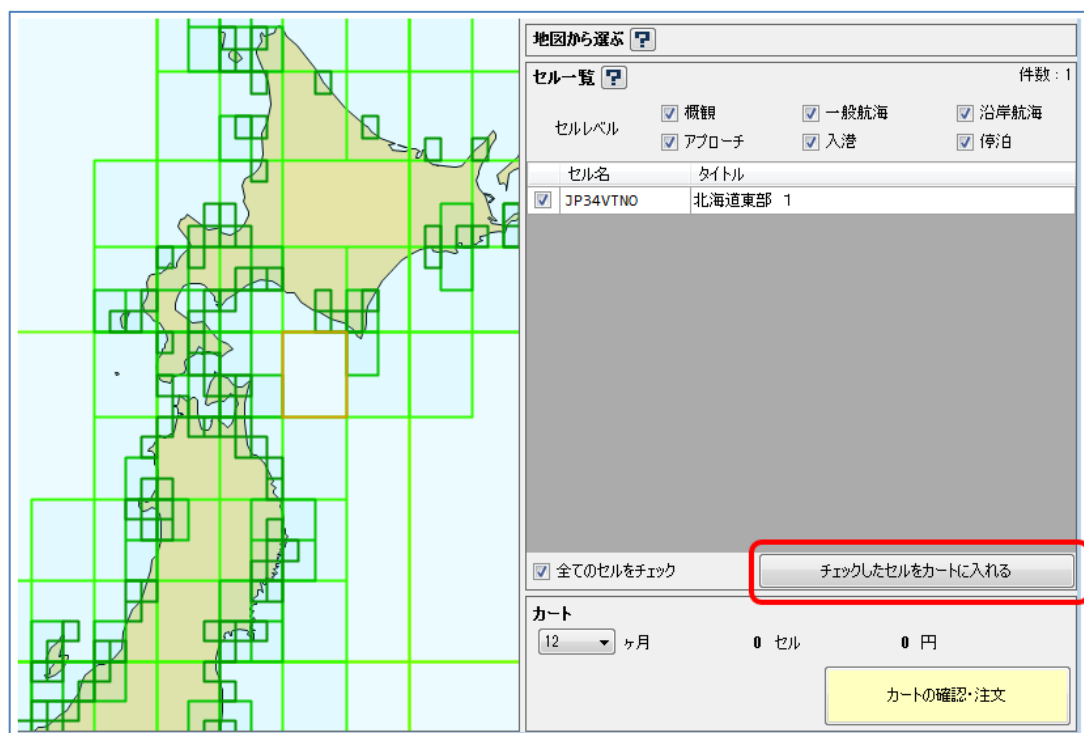 地図から選ぶ ?
セル一覧 ? 件数:1
セルレベル
概観 一般航海 沿岸航海
アプローチ 入港 停泊
セル名 タイトル
JP34VTNO 北海道東部 1
全てのセルをチェック チェックしたセルをカートに入れる
カート
12 ヶ月 0 セル 0 円
カートの確認・注文